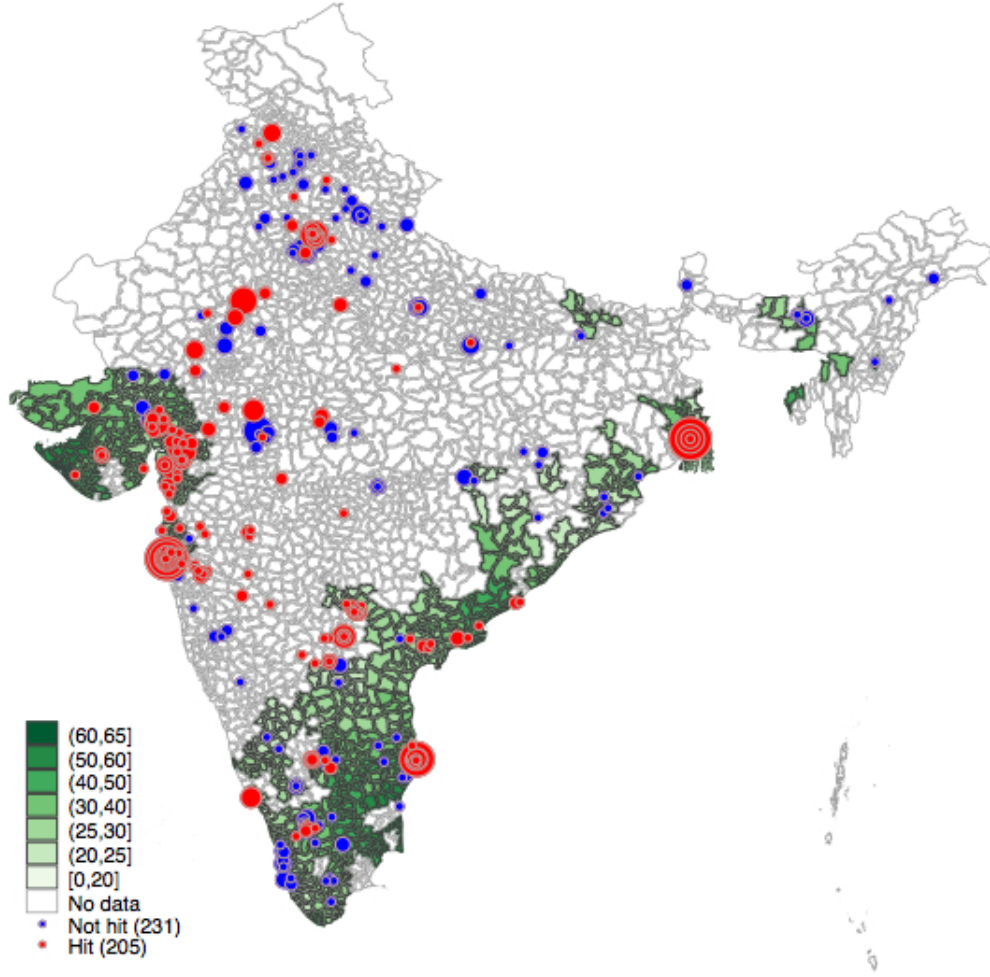 (60,65]
(50,60]
(40,50]
(30,40]
(25,30]
(20,25]
[0,20]
No data
Not hit (231)
Hit (205)